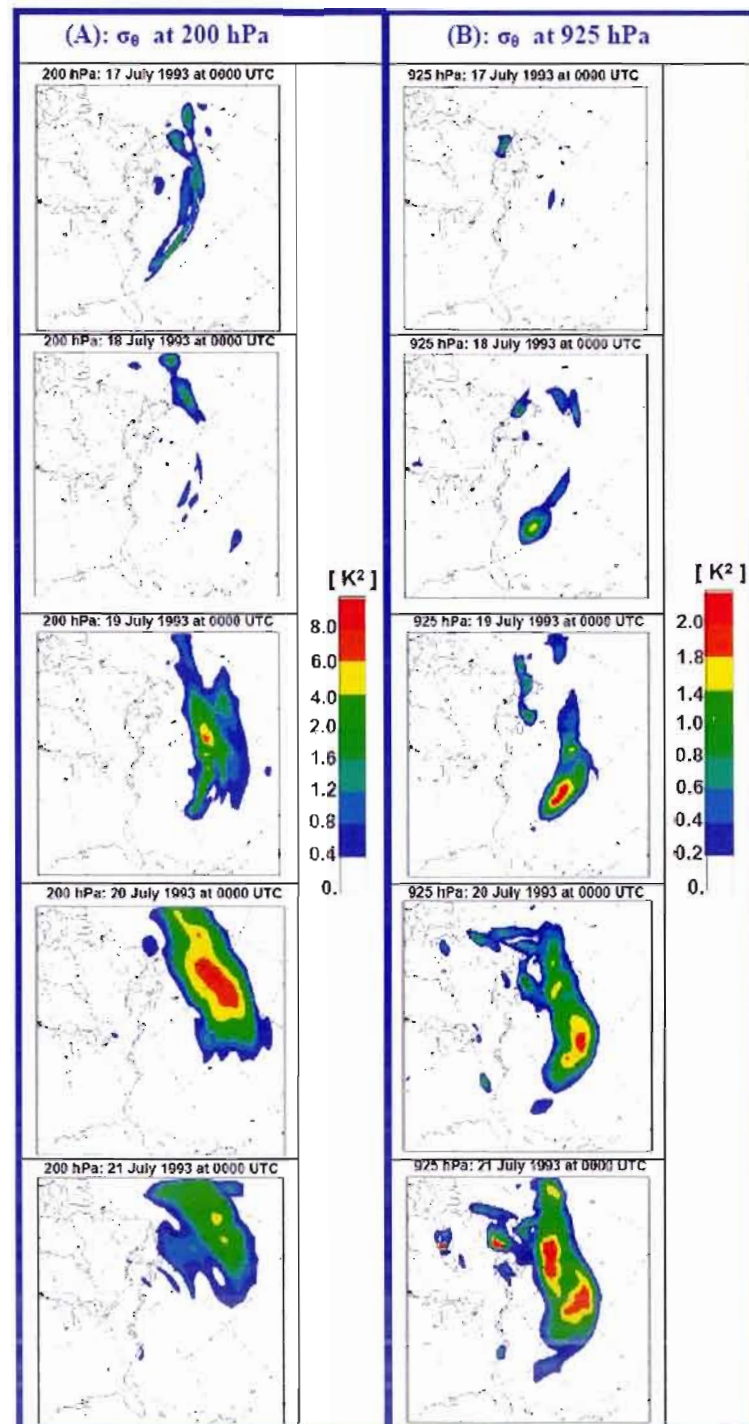 (A): σθ at 200 hPa
200 hPa: 17 July 1993 at 0000 UTC
200 hPa: 18 July 1993 at 0000 UTC
200 hPa: 19 July 1993 at 0000 UTC
200 hPa: 20 July 1993 at 0000 UTC
200 hPa: 21 July 1993 at 0000 UTC
[ K² ]
8.0
6.0
4.0
2.0
1.6
1.2
0.8
0.4
0.
(B): σθ at 925 hPa
925 hPa: 17 July 1993 at 0000 UTC
925 hPa: 18 July 1993 at 0000 UTC
925 hPa: 19 July 1993 at 0000 UTC
925 hPa: 20 July 1993 at 0000 UTC
925 hPa: 21 July 1993 at 0000 UTC
[ K² ]
2.0
1.8
1.4
1.0
0.8
0.6
0.4
0.2
0.